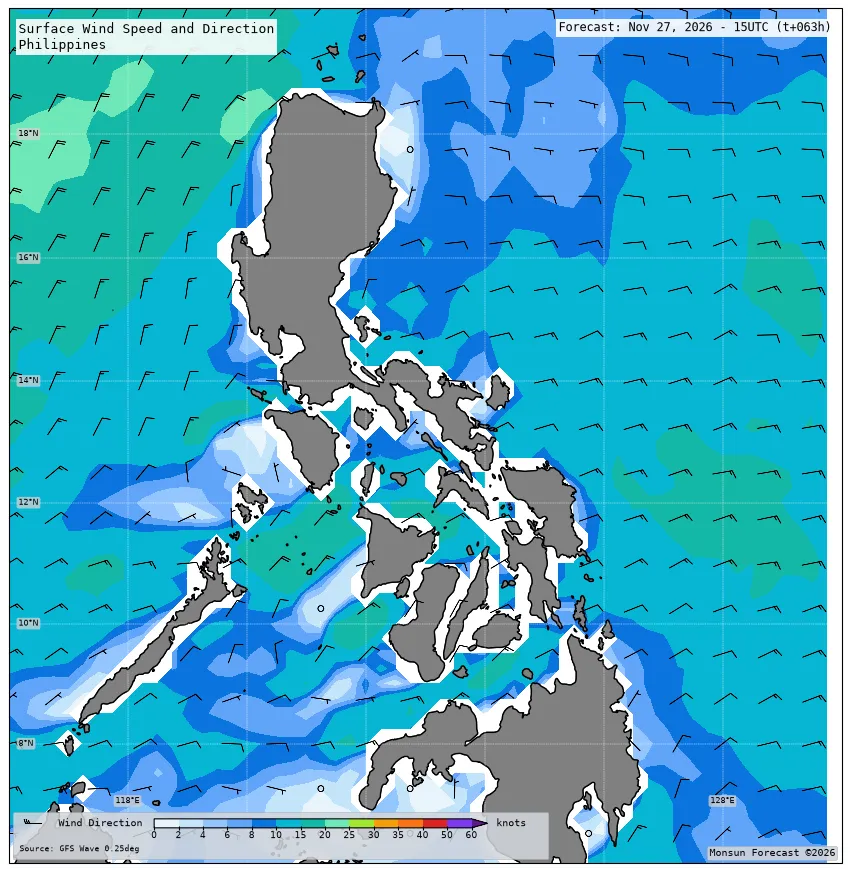 Surface Wind Speed and Direction
Philippines
Forecast: Nov 27, 2026 - 15UTC (t+063h)
18°N
16°N
14°N
12°N
10°N
8°N
118°E
128°E
Wind Direction
0 2 4 6 8 10 15 20 25 30 35 40 50 60
knots
Source: GFS Wave 0.25deg
Monsun Forecast ©2026